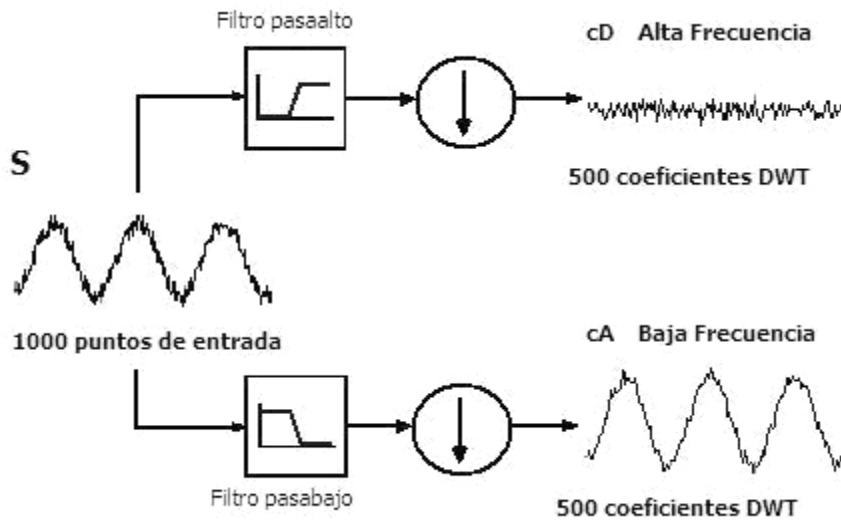 Filtro pasaalto
cD Alta Frecuencia
S
500 coeficientes DWT
1000 puntos de entrada
cA Baja Frecuencia
Filtro pasabajo
500 coeficientes DWT